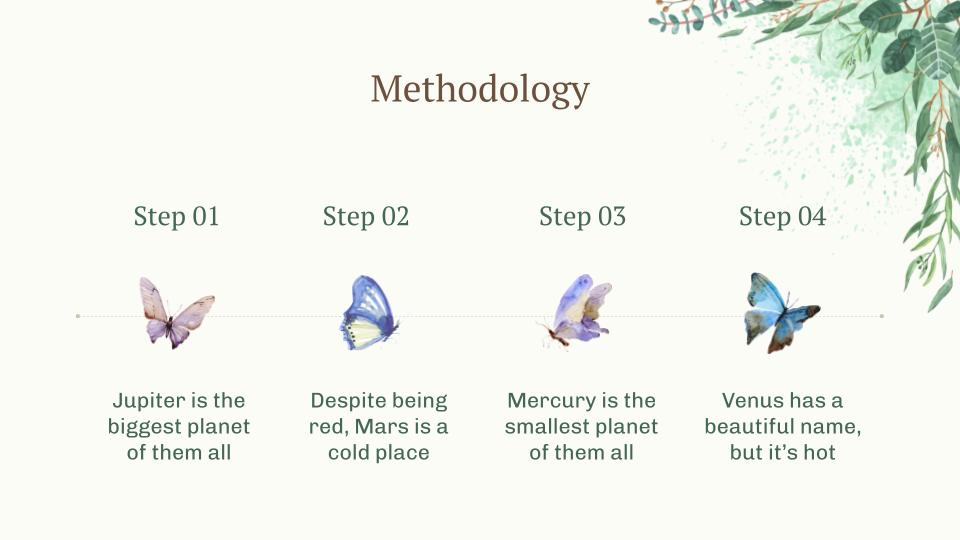 Methodology
Step 01
Step 02
Step 03
Step 04
Jupiter is the
biggest planet
of them all
Despite being
red, Mars is a
cold place
Mercury is the
smallest planet
of them all
Venus has a
beautiful name,
but it’s hot